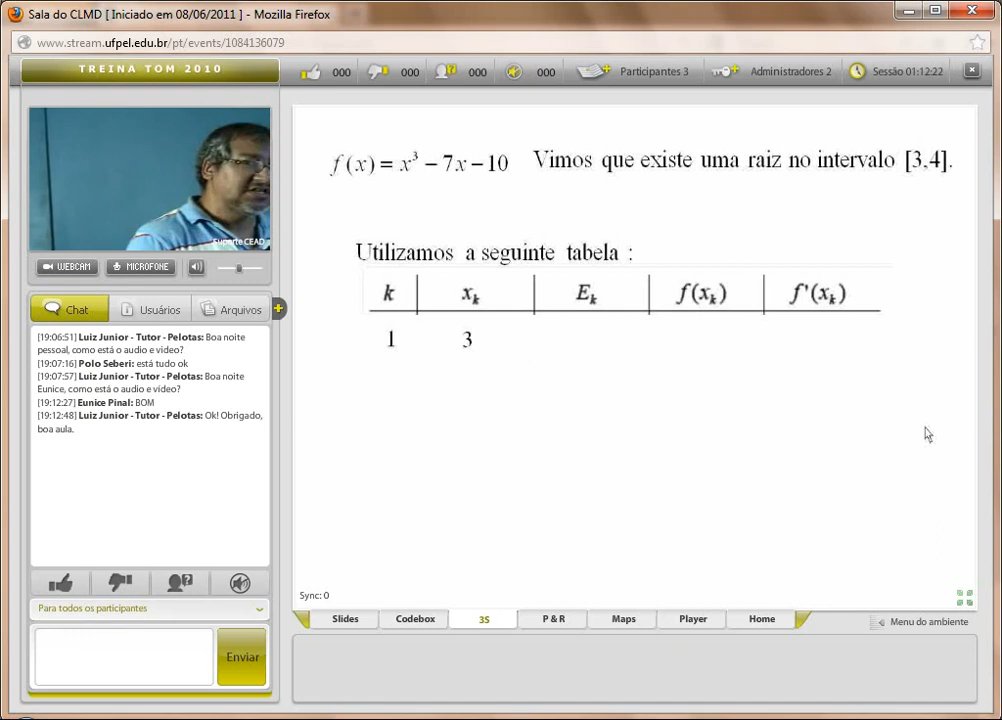 Sala do CLMD [ Iniciado em 08/06/2011 ] - Mozilla Firefox
www.stream.ufpel.edu.br/pt/events/1084136079
TREINA TOM 2010
000 000 000 000 Participantes 3 Administradores 2 Sessão 01:12:22
Suporte CEAD
WEBCAM MICROFONE
Chat Usuários Arquivos
[19:06:51] Luiz Junior - Tutor - Pelotas: Boa noite
pessoal, como está o audio e video?
[19:07:16] Polo Seberi: está tudo ok
[19:07:57] Luiz Junior - Tutor - Pelotas: Boa noite
Eunice, como está o audio e vídeo?
[19:12:27] Eunice Pinal: BOM
[19:12:48] Luiz Junior - Tutor - Pelotas: Ok! Obrigado,
boa aula.
Para todos os participantes
Enviar
f(x) = x³ − 7x − 10 Vimos que existe uma raiz no intervalo [3,4].
Utilizamos a seguinte tabela :
k x_k E_k f(x_k) f'(x_k)
1 3
Sync: 0
Slides Codebox 3S P & R Maps Player Home Menu do ambiente